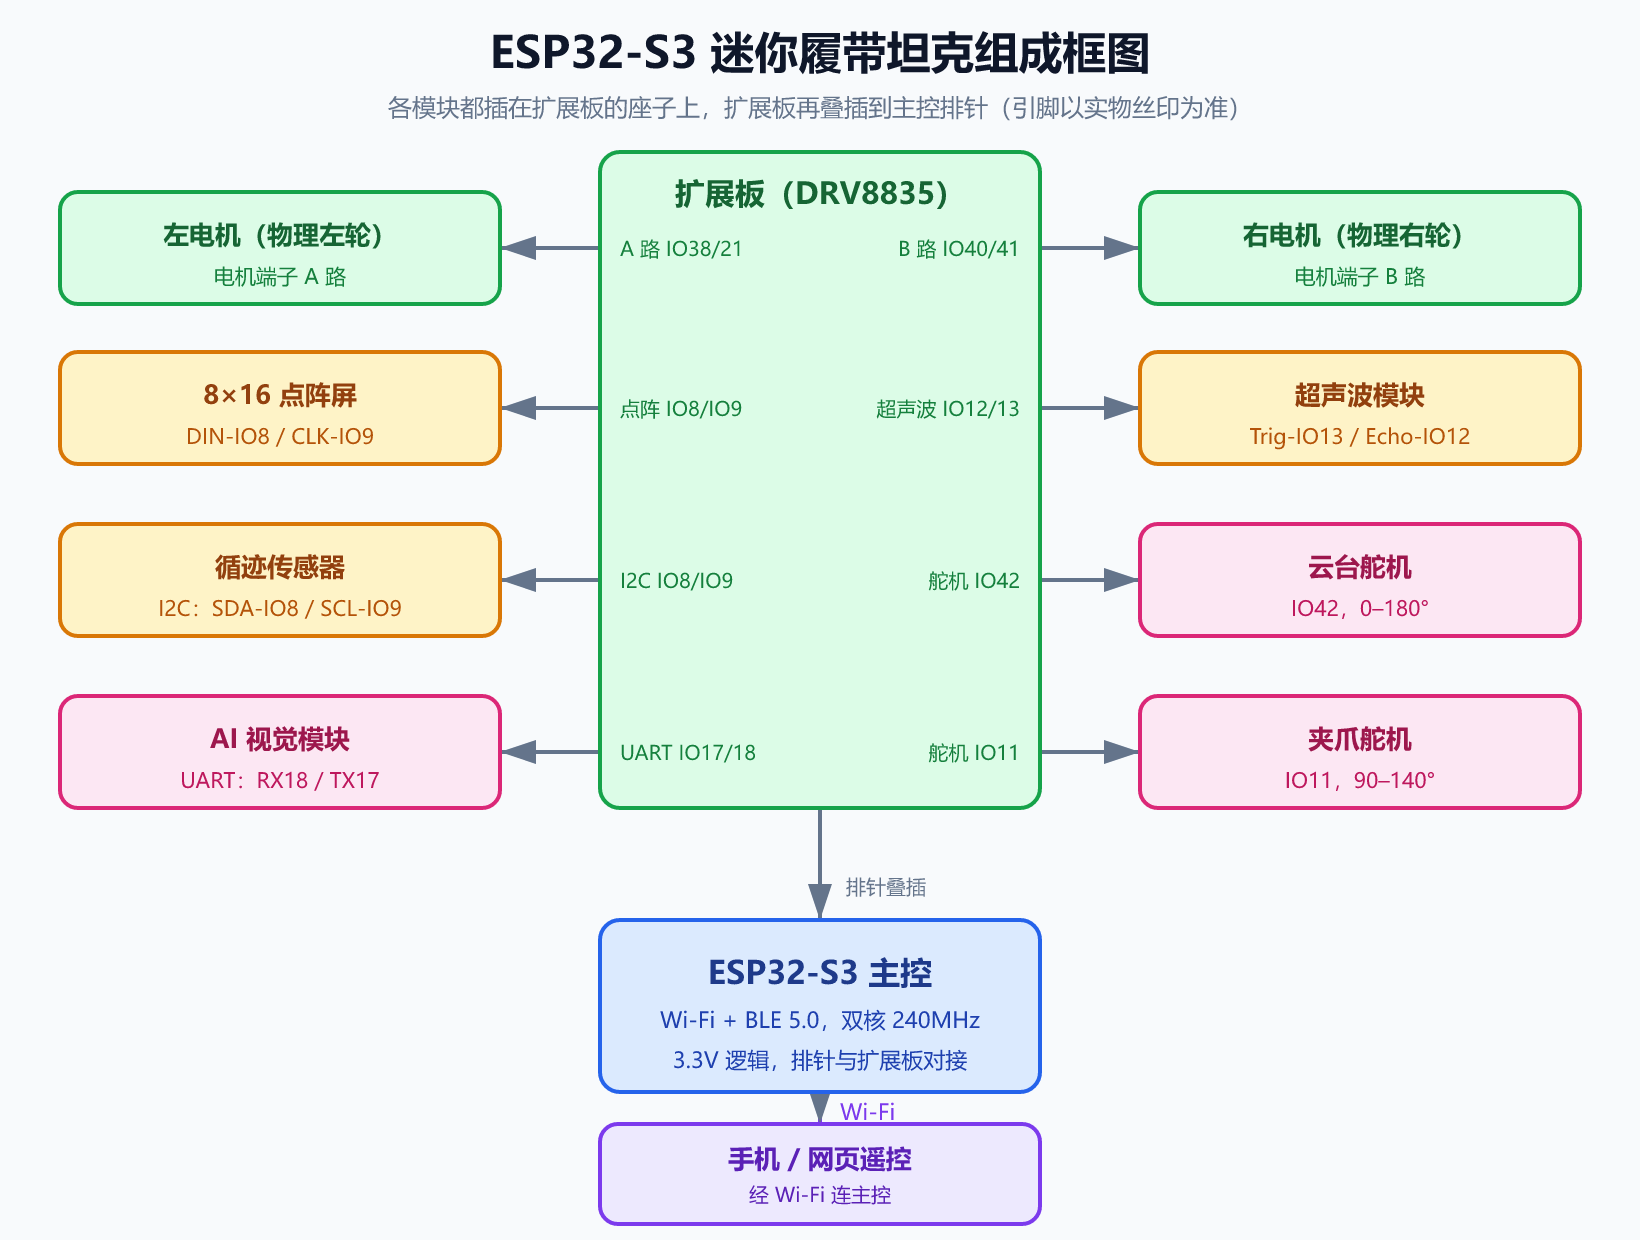 ESP32-S3 迷你履带坦克组成框图
各模块都插在扩展板的座子上，扩展板再叠插到主控排针（引脚以实物丝印为准）
扩展板（DRV8835）
左电机（物理左轮）
电机端子 A 路
A 路 IO38/21
B 路 IO40/41
右电机（物理右轮）
电机端子 B 路
8×16 点阵屏
DIN-IO8 / CLK-IO9
点阵 IO8/IO9
超声波 IO12/13
超声波模块
Trig-IO13 / Echo-IO12
循迹传感器
I2C：SDA-IO8 / SCL-IO9
I2C IO8/IO9
舵机 IO42
云台舵机
IO42，0–180°
AI 视觉模块
UART：RX18 / TX17
UART IO17/18
舵机 IO11
夹爪舵机
IO11，90–140°
排针叠插
ESP32-S3 主控
Wi-Fi + BLE 5.0，双核 240MHz
3.3V 逻辑，排针与扩展板对接
Wi-Fi
手机 / 网页遥控
经 Wi-Fi 连主控